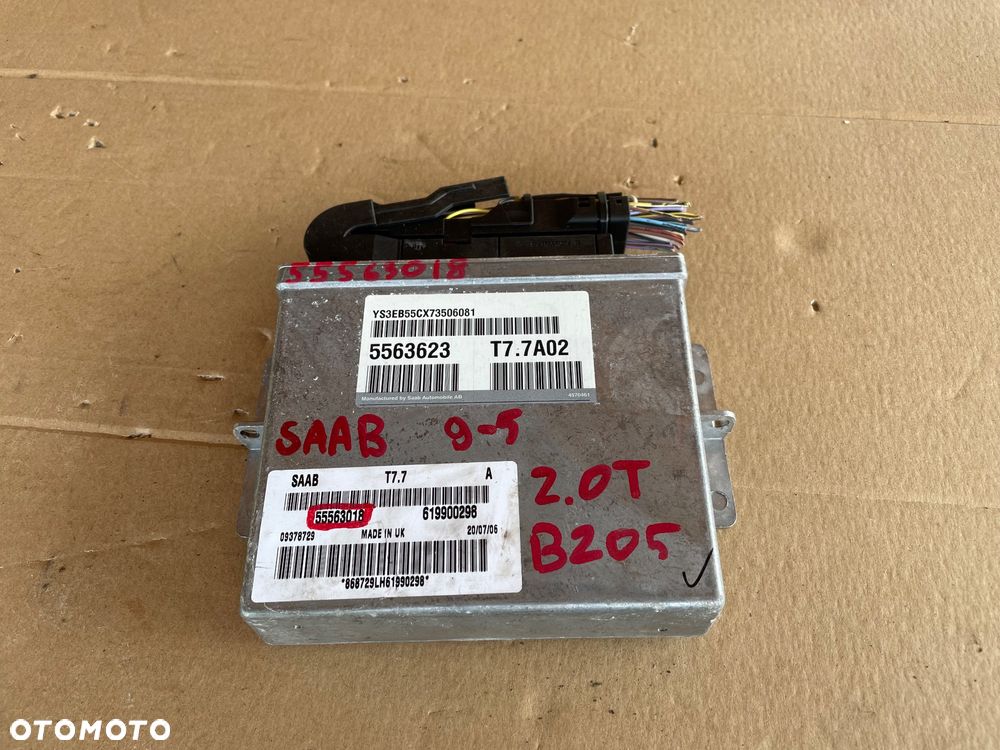 55563018
YS3EB55CX73506081
5563623 T7.7A02
Manufactured by Saab Automobile AB 4570461
SAAB 9-5
2.0T
B205
SAAB T7.7 A
55563018 619900298
09378729 MADE IN UK 20/07/06
*868729LH61990298*
OTOMOTO